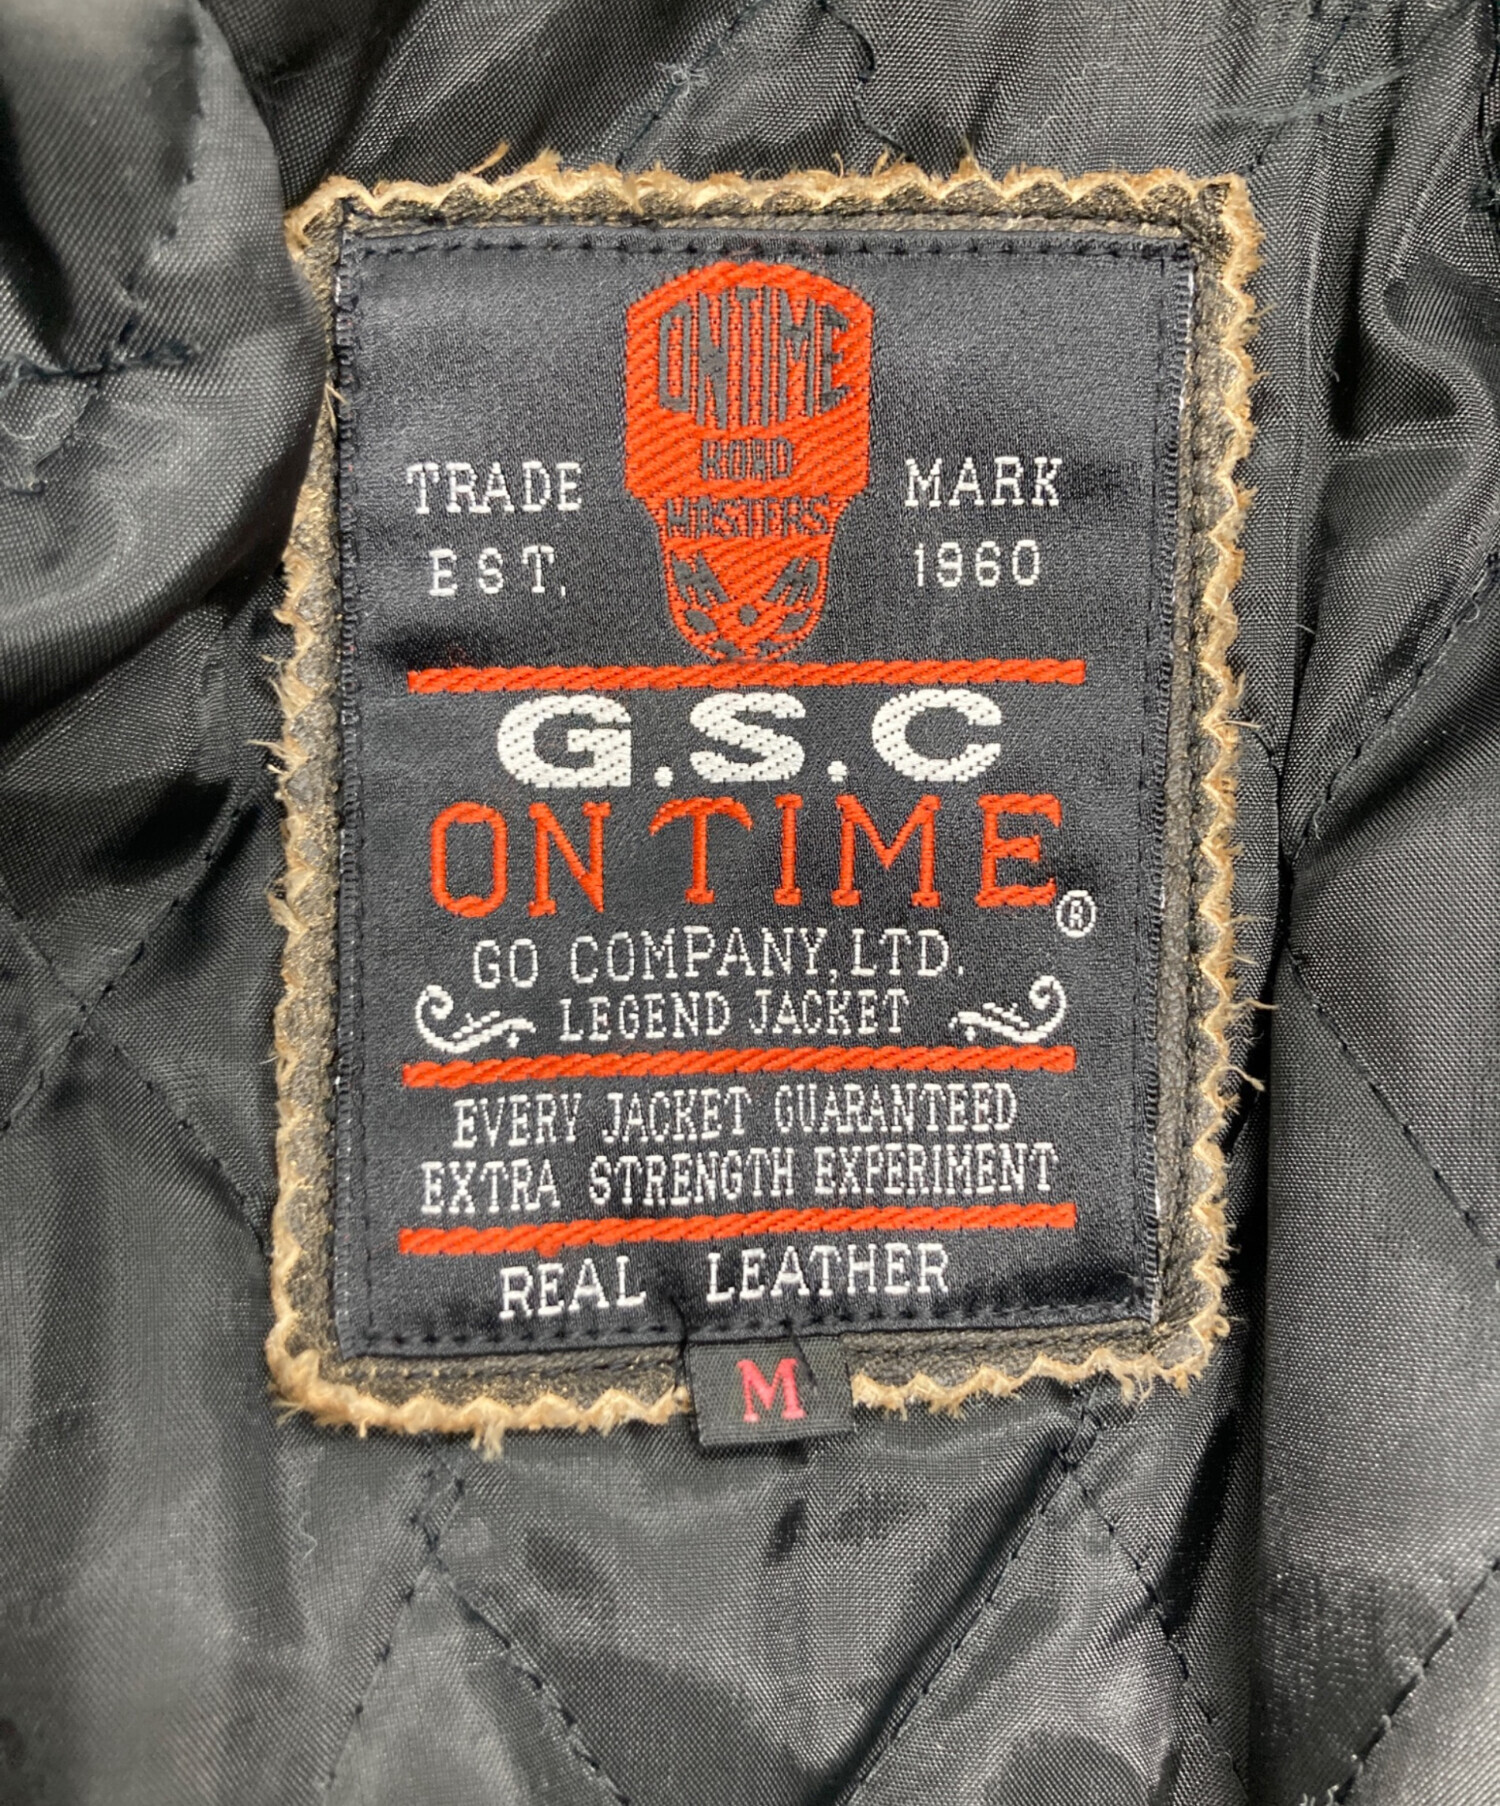 ONTIME
ROAD
MASTERS
TRADE MARK
EST. 1960
G.S.C
ON TIME ®
GO COMPANY, LTD.
LEGEND JACKET
EVERY JACKET GUARANTEED
EXTRA STRENGTH EXPERIMENT
REAL LEATHER
M